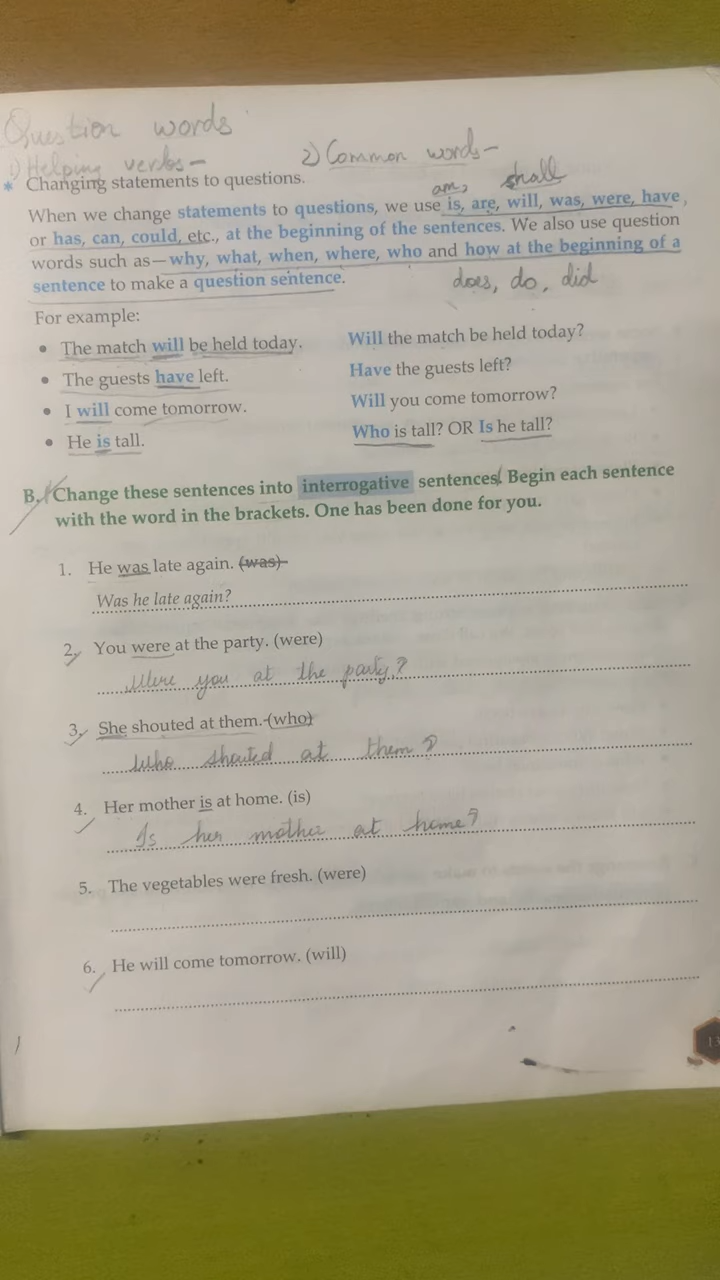 Question words
1) Helping verbs— 2) Common words—
* Changing statements to questions.
am, shall
When we change statements to questions, we use is, are, will, was, were, have,
or has, can, could, etc., at the beginning of the sentences. We also use question
words such as—why, what, when, where, who and how at the beginning of a
sentence to make a question sentence. does, do, did
For example:
• The match will be held today. Will the match be held today?
• The guests have left. Have the guests left?
• I will come tomorrow. Will you come tomorrow?
• He is tall. Who is tall? OR Is he tall?
B. Change these sentences into interrogative sentences. Begin each sentence
with the word in the brackets. One has been done for you.
1. He was late again. (was)
Was he late again?
2. You were at the party. (were)
Were you at the party?
3. She shouted at them. (who)
Who shouted at them?
4. Her mother is at home. (is)
Is her mother at home?
5. The vegetables were fresh. (were)
6. He will come tomorrow. (will)